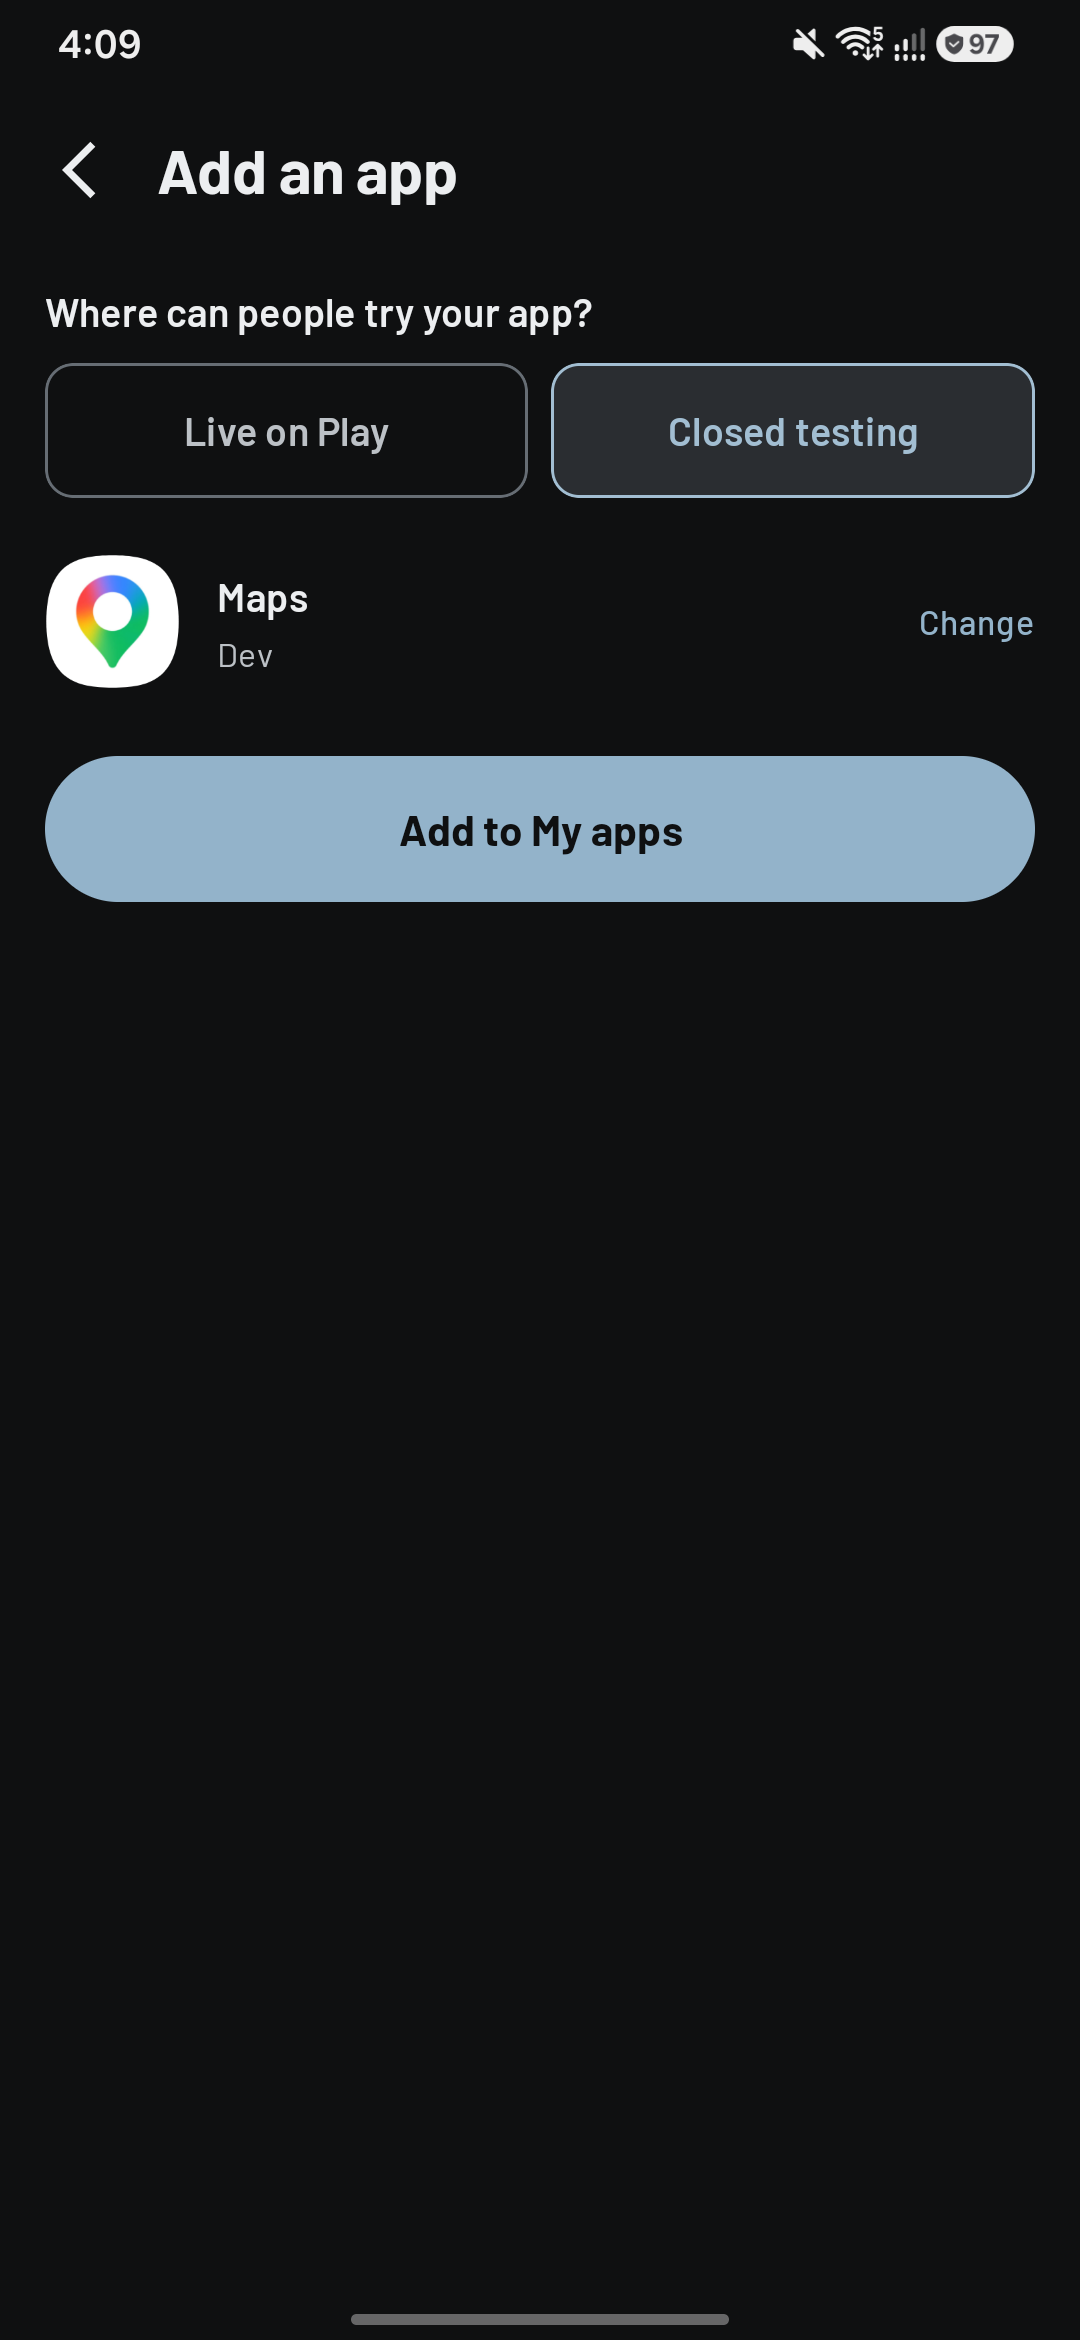 4:09
5
97
Add an app
Where can people try your app?
Live on Play
Closed testing
Maps
Dev
Change
Add to My apps